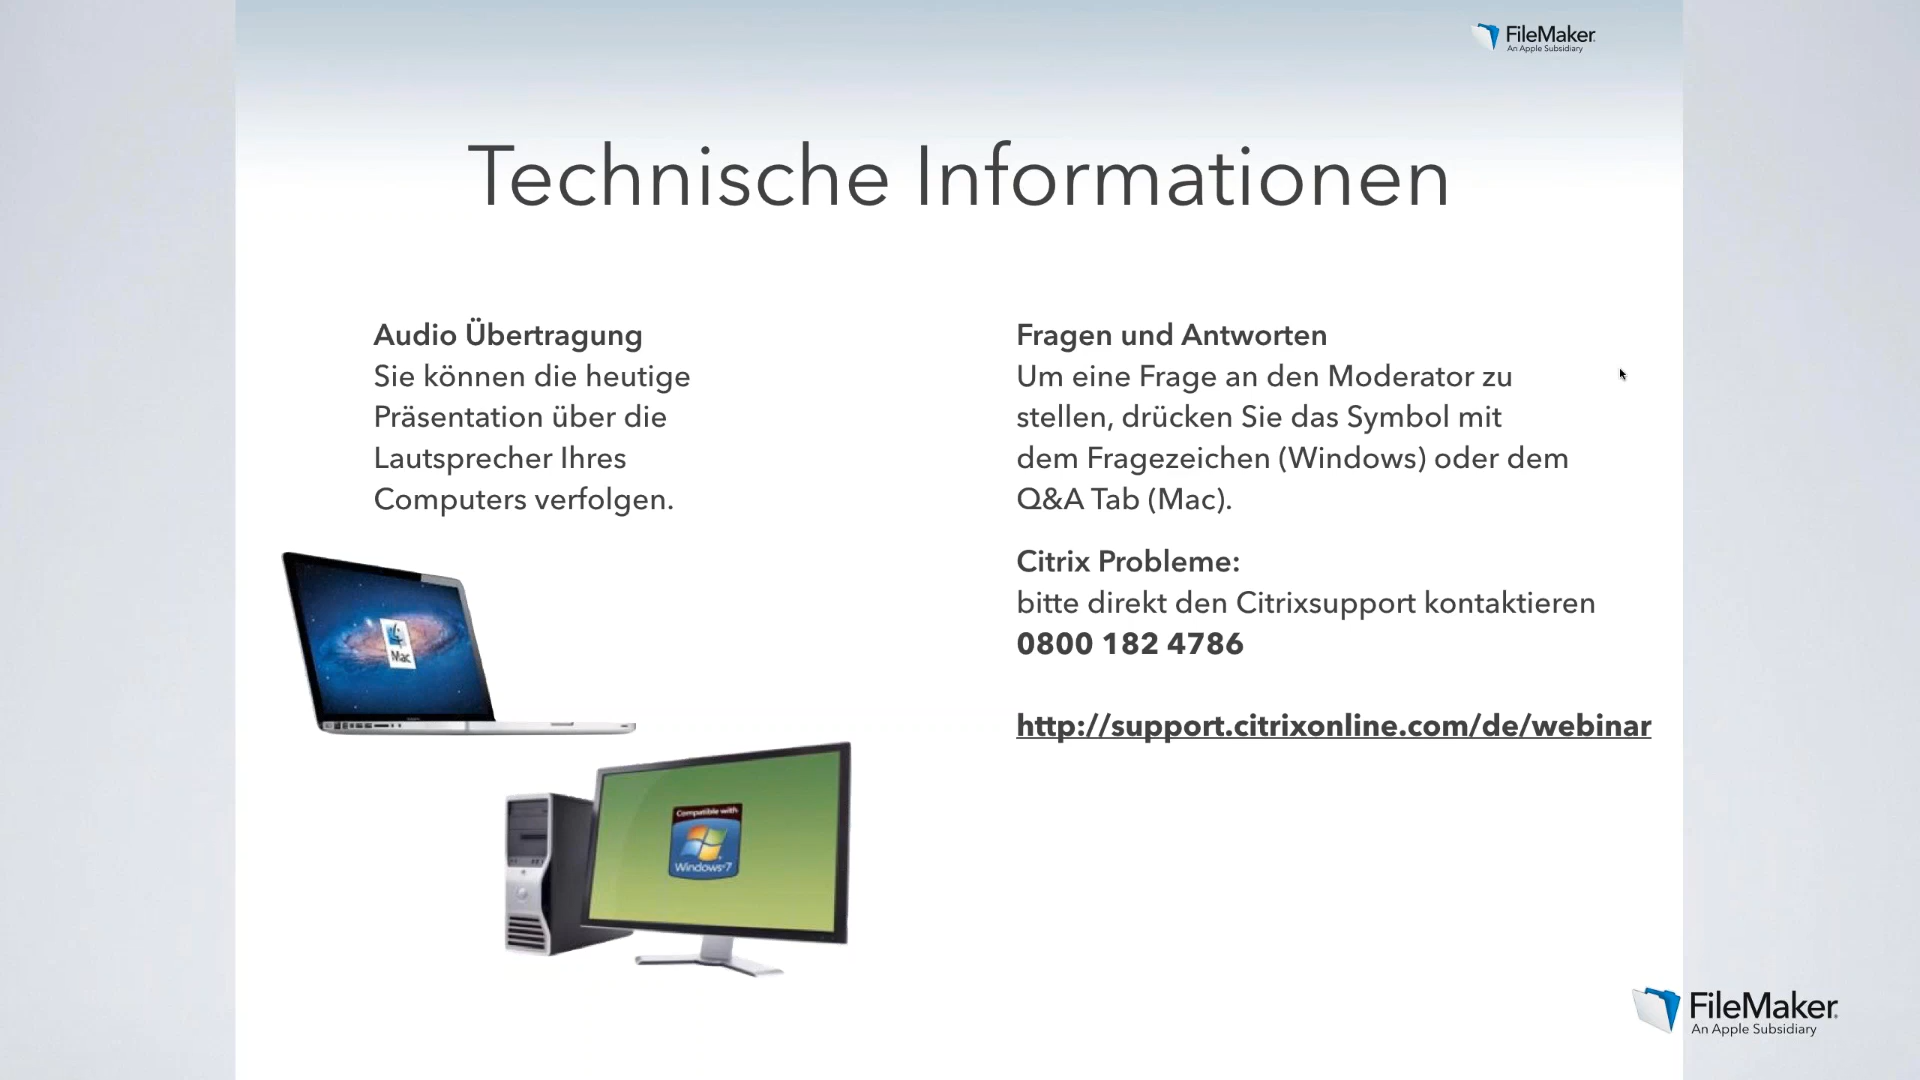 FileMaker
An Apple Subsidiary
Technische Informationen
Audio Übertragung
Sie können die heutige
Präsentation über die
Lautsprecher Ihres
Computers verfolgen.
Fragen und Antworten
Um eine Frage an den Moderator zu
stellen, drücken Sie das Symbol mit
dem Fragezeichen (Windows) oder dem
Q&A Tab (Mac).
Citrix Probleme:
bitte direkt den Citrixsupport kontaktieren
0800 182 4786
http://support.citrixonline.com/de/webinar
Mac
Compatible with
Windows 7
FileMaker
An Apple Subsidiary